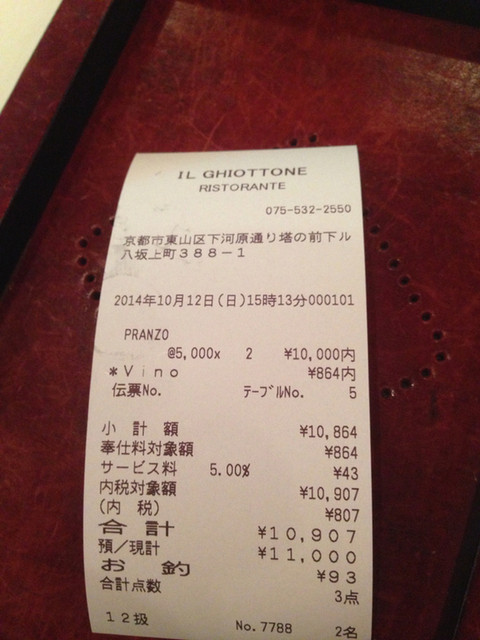 IL GHIOTTONE
RISTORANTE
075-532-2550
京都市東山区下河原通り塔の前下ル
八坂上町388-1
2014年10月12日(日)15時13分000101
PRANZO
@5,000x 2 ¥10,000内
*Vino ¥864内
伝票No. テーブルNo. 5
小計額 ¥10,864
奉仕料対象額 ¥864
サービス料 5.00% ¥43
内税対象額 ¥10,907
(内 税) ¥807
合計 ¥10,907
預/現計 ¥11,000
お釣 ¥93
合計点数 3点
12扱 No.7788 2名